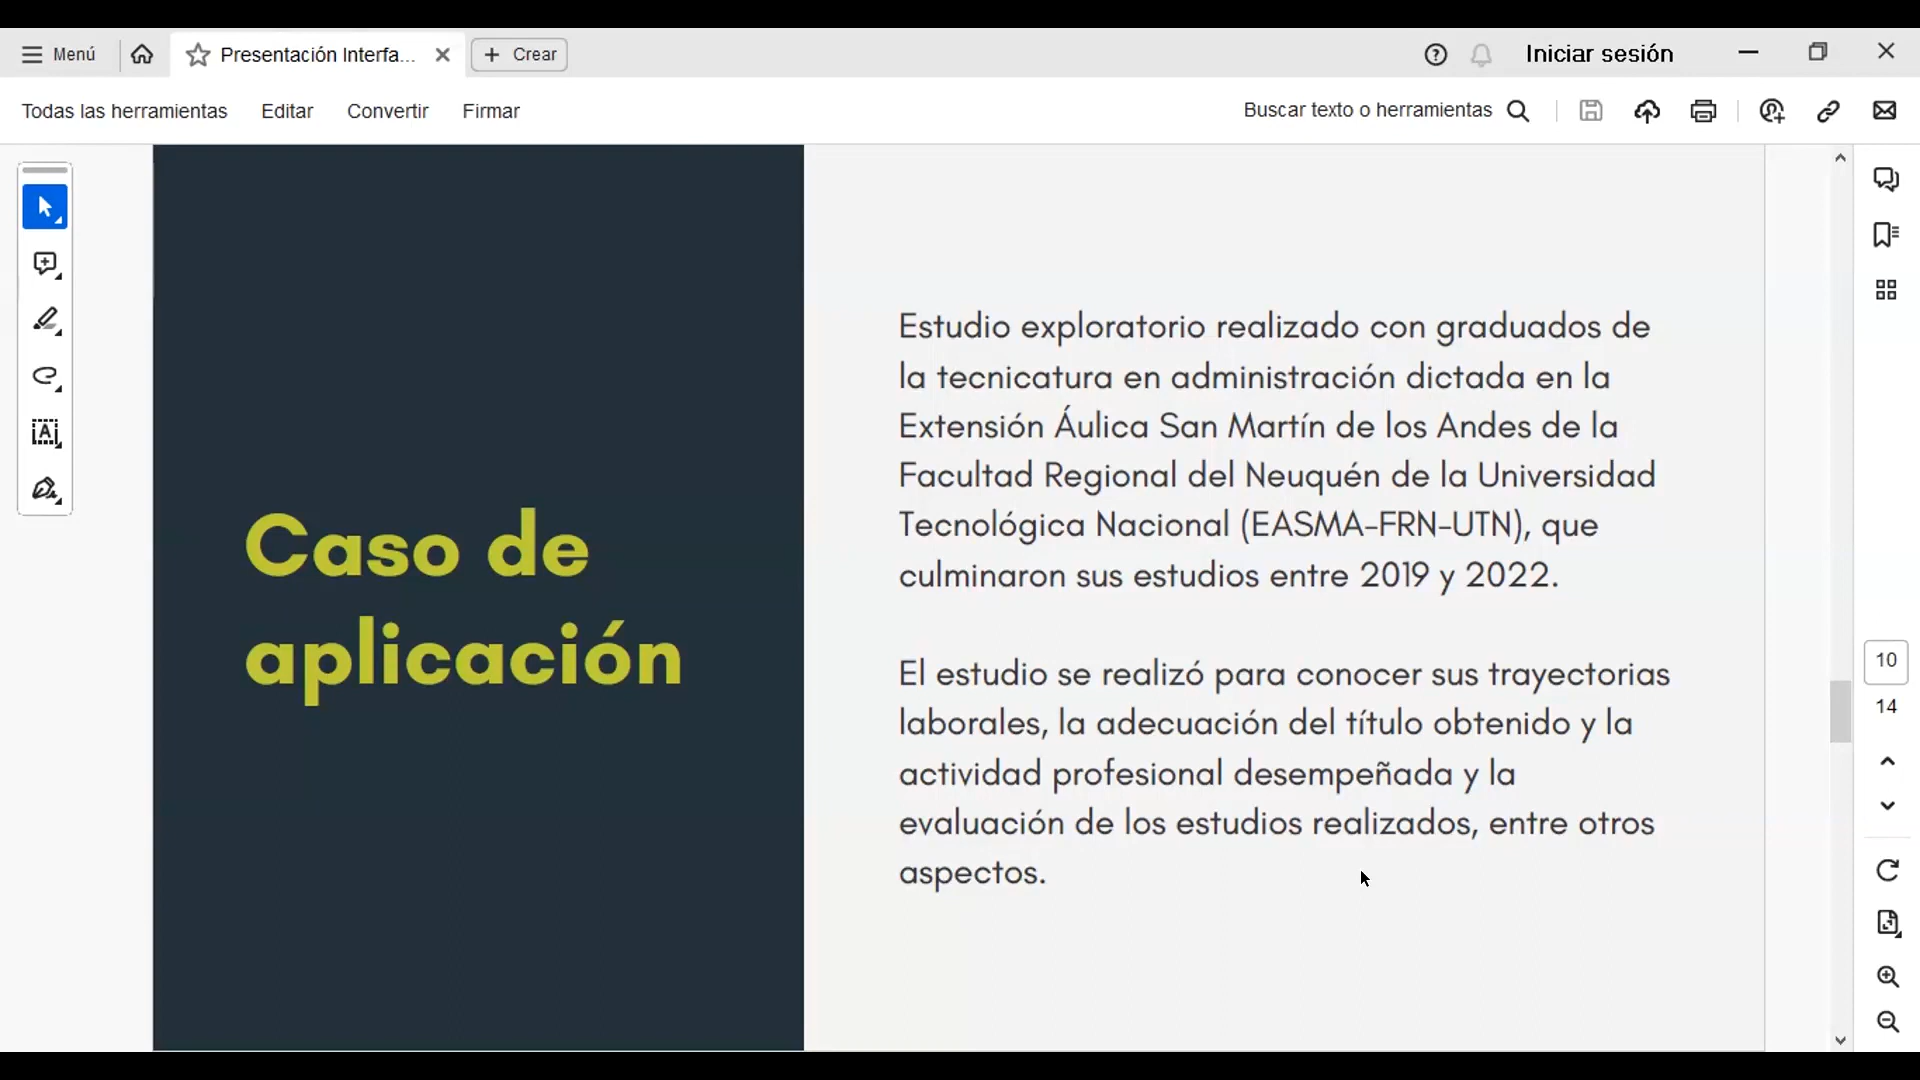 Menú
Presentación Interfa...
Crear
Iniciar sesión
Todas las herramientas
Editar
Convertir
Firmar
Buscar texto o herramientas
Caso de
aplicación
Estudio exploratorio realizado con graduados de
la tecnicatura en administración dictada en la
Extensión Áulica San Martín de los Andes de la
Facultad Regional del Neuquén de la Universidad
Tecnológica Nacional (EASMA-FRN-UTN), que
culminaron sus estudios entre 2019 y 2022.
El estudio se realizó para conocer sus trayectorias
laborales, la adecuación del título obtenido y la
actividad profesional desempeñada y la
evaluación de los estudios realizados, entre otros
aspectos.
10
14